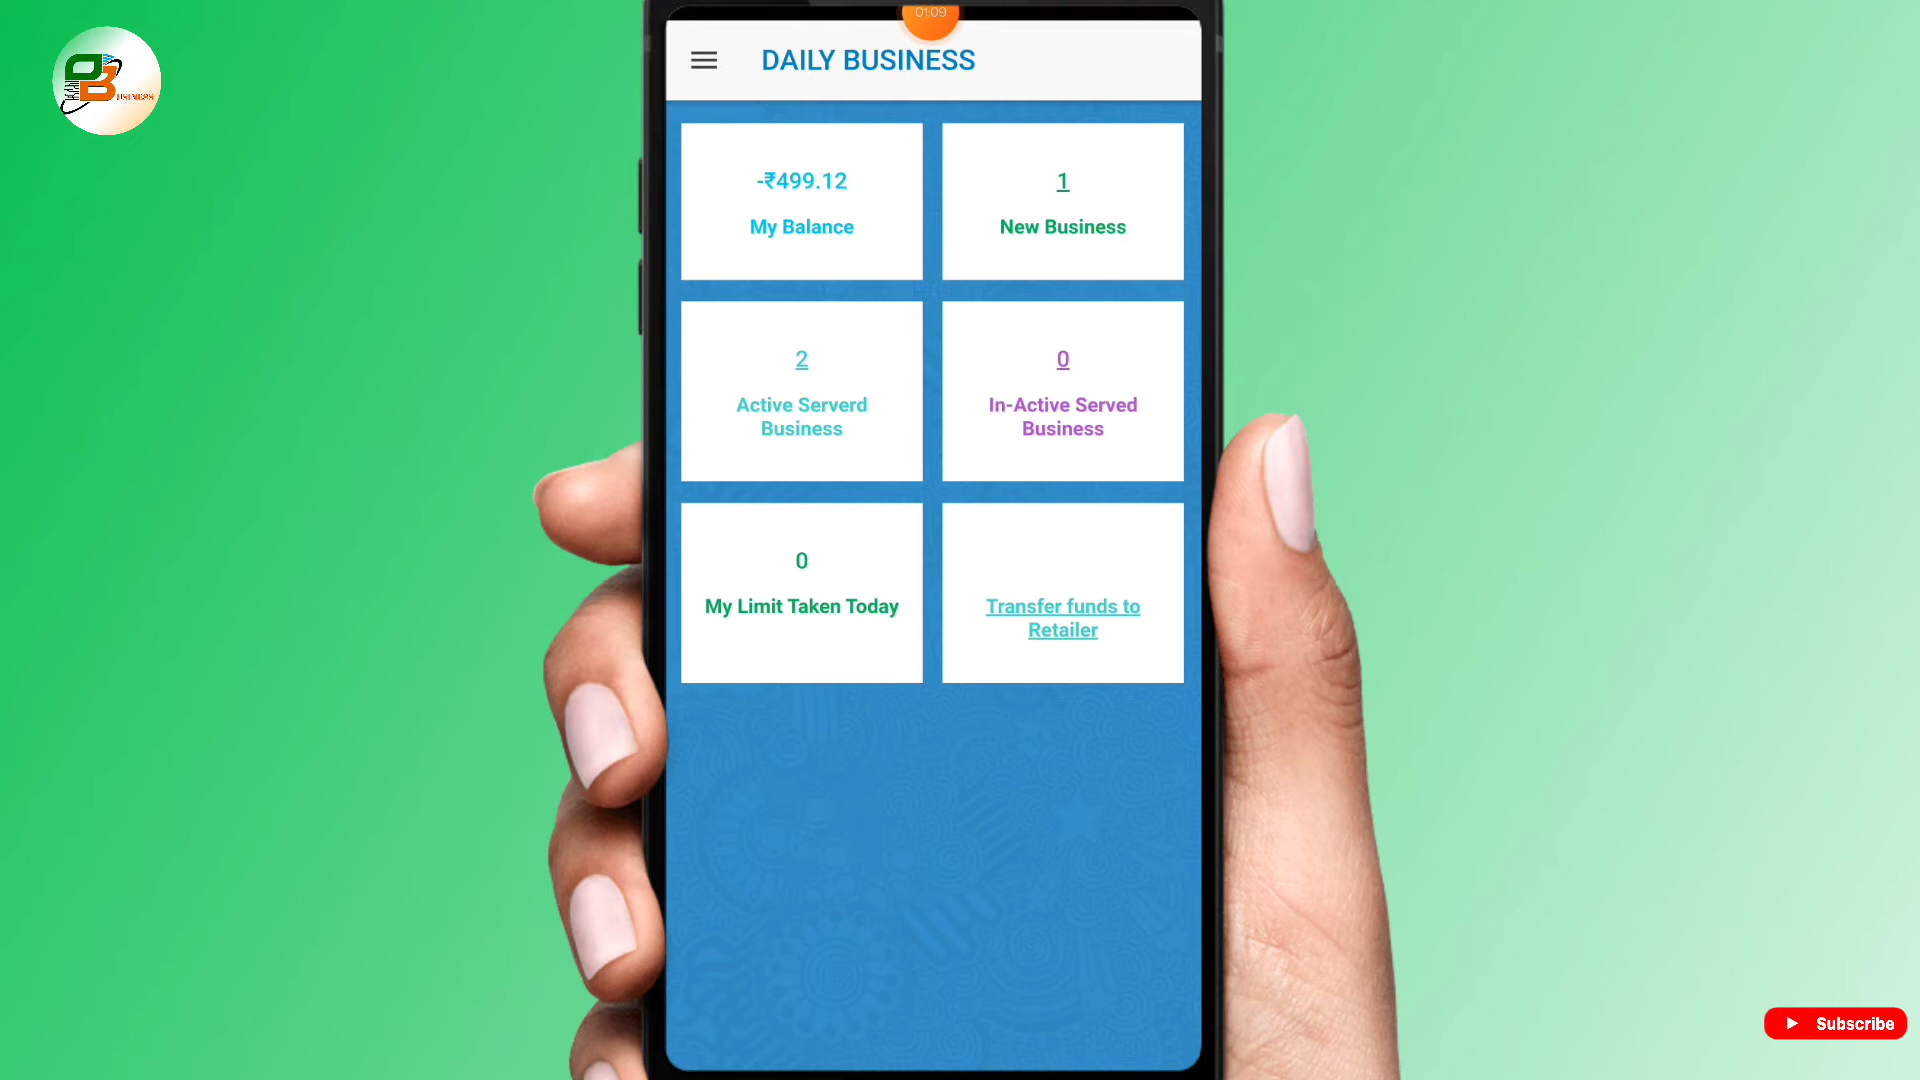 01:09
DAILY BUSINESS
-₹499.12
My Balance
1
New Business
2
Active Serverd
Business
0
In-Active Served
Business
0
My Limit Taken Today
Transfer funds to
Retailer
BUSINESS
Subscribe